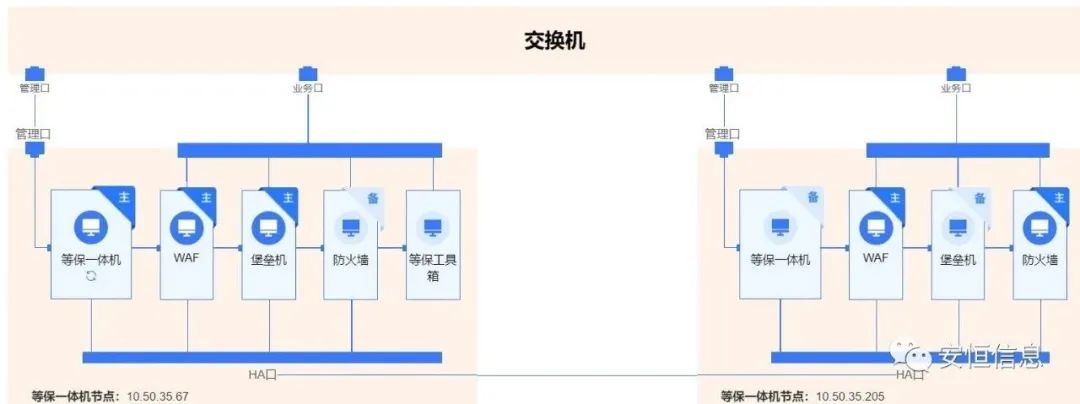 交换机
管理口
业务口
管理口
业务口
管理口
管理口
主
主
主
备
备
主
备
主
等保一体机
WAF
堡垒机
防火墙
等保工具
箱
等保一体机
WAF
堡垒机
防火墙
HA口
HA口
安恒信息
等保一体机节点：10.50.35.67
等保一体机节点：10.50.35.205